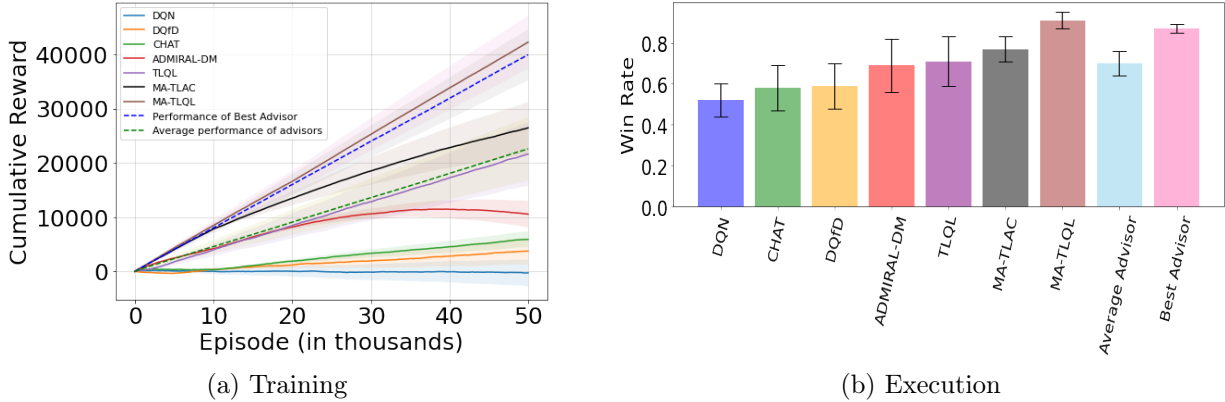 DQN
DQfD
CHAT
ADMIRAL-DM
TLQL
MA-TLAC
MA-TLQL
Performance of Best Advisor
Average performance of advisors
Cumulative Reward
40000
30000
20000
10000
0
0 10 20 30 40 50
Episode (in thousands)
(a) Training
Win Rate
0.8
0.6
0.4
0.2
0.0
DQN
CHAT
DQfD
ADMIRAL-DM
TLQL
MA-TLAC
MA-TLQL
Average Advisor
Best Advisor
(b) Execution